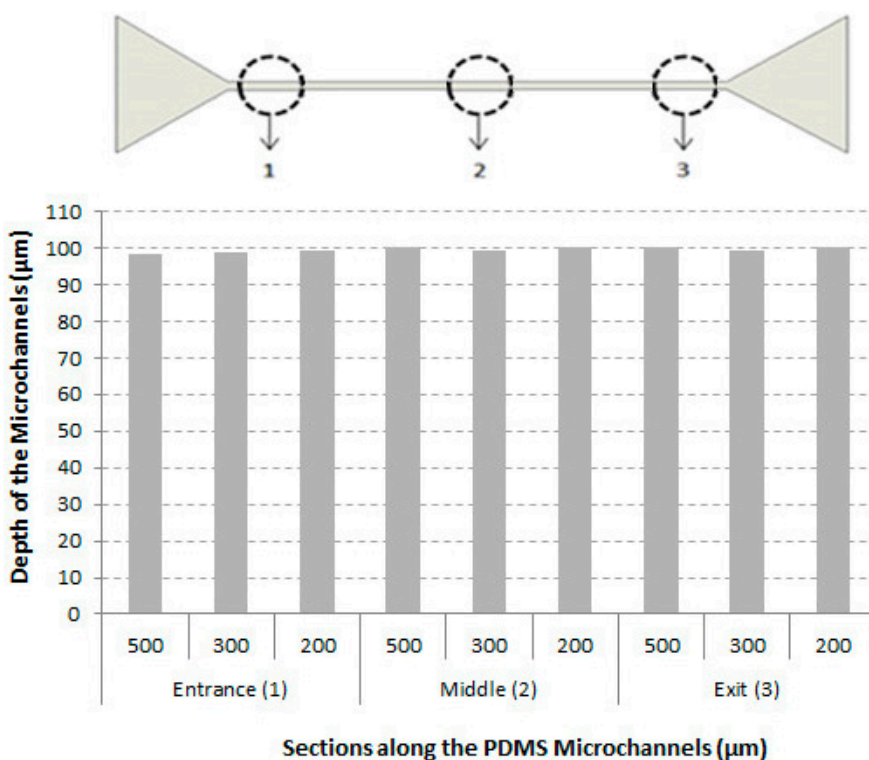 1 2 3
Depth of the Microchannels (µm)
110
100
90
80
70
60
50
40
30
20
10
0
500 300 200 500 300 200 500 300 200
Entrance (1) Middle (2) Exit (3)
Sections along the PDMS Microchannels (µm)